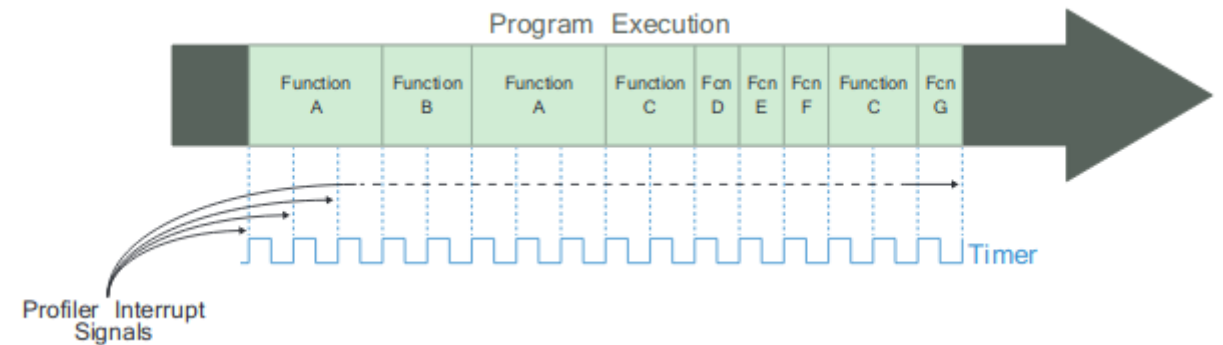 Program Execution
Function
A
Function
B
Function
A
Function
C
Fcn
D
Fcn
E
Fcn
F
Function
C
Fcn
G
Timer
Profiler Interrupt
Signals